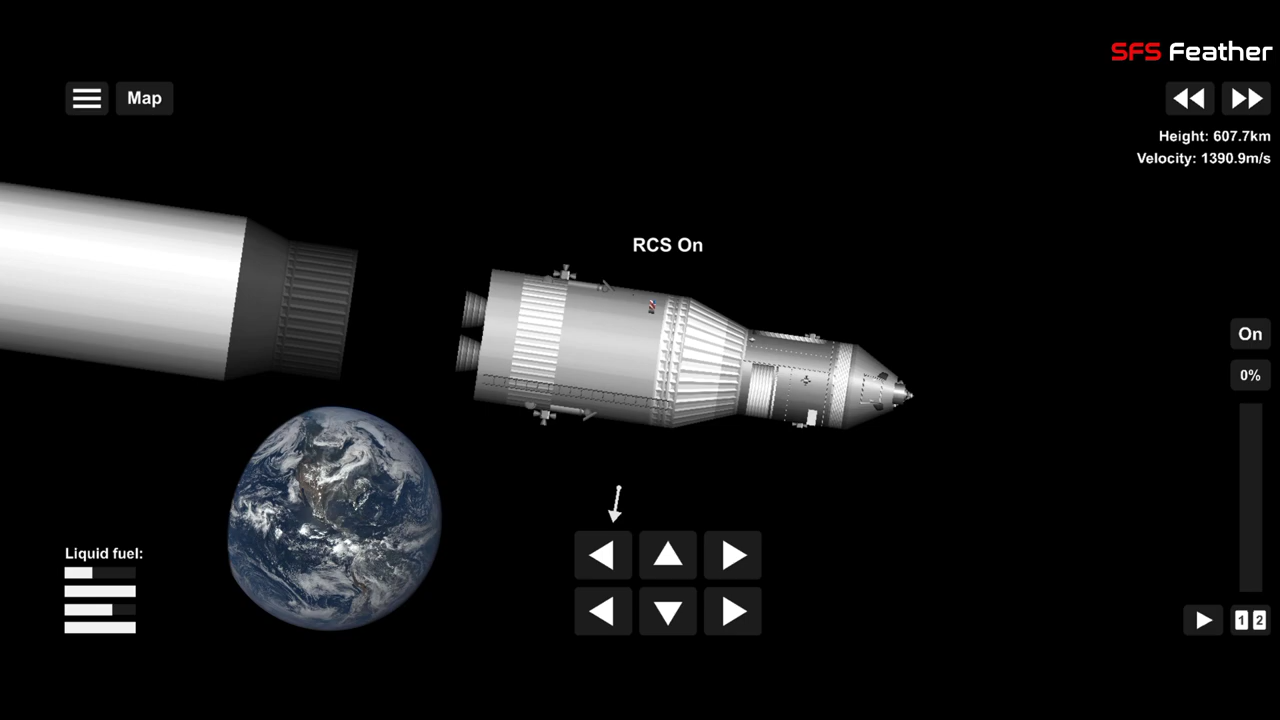 SFS Feather
Map
Height: 607.7km
Velocity: 1390.9m/s
RCS On
On
0%
Liquid fuel:
1 2